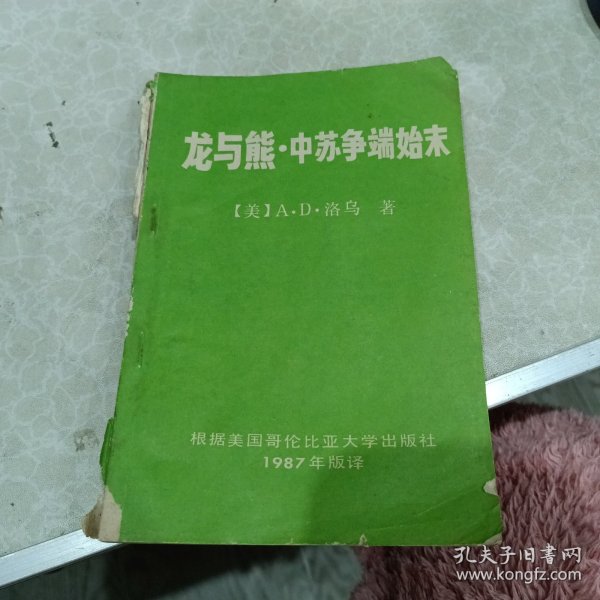 龙与熊·中苏争端始末
【美】A·D·洛乌 著
根据美国哥伦比亚大学出版社
1987年版译
孔夫子旧书网
www.kongfz.com